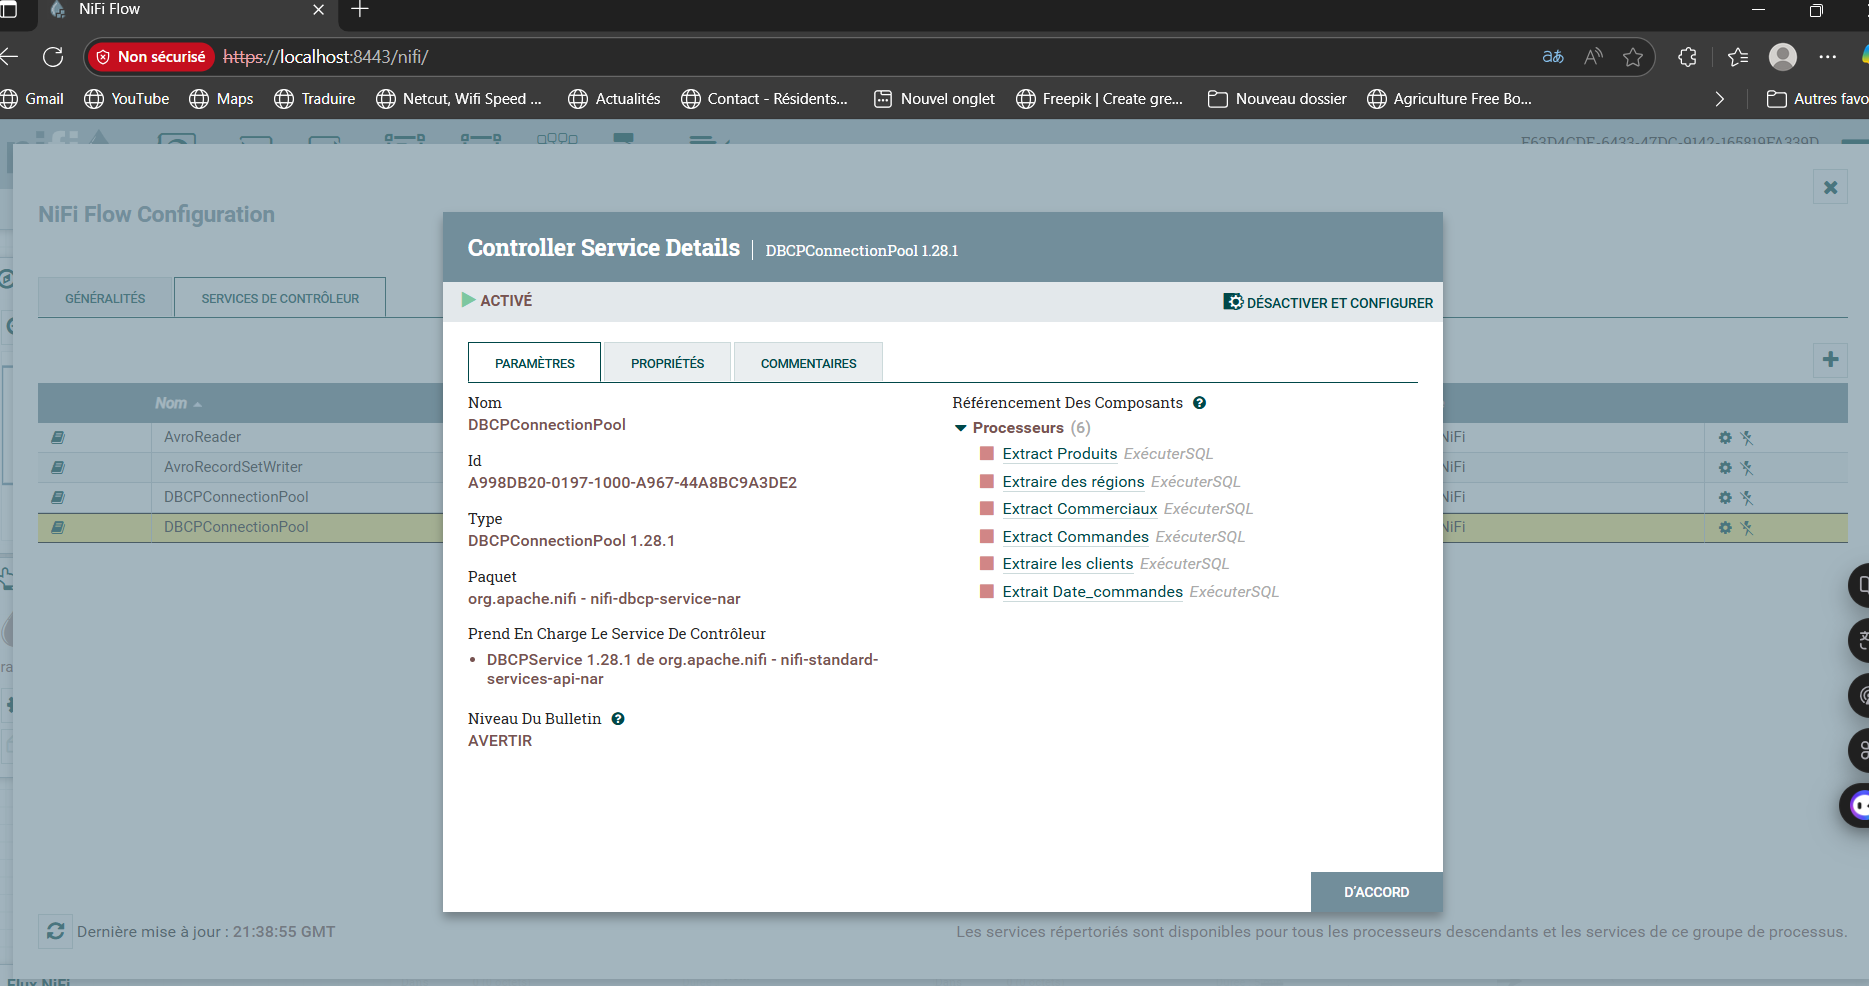 NiFi Flow
Non sécurisé https://localhost:8443/nifi/
Gmail YouTube Maps Traduire Netcut, Wifi Speed ... Actualités Contact - Résidents... Nouvel onglet Freepik | Create gre... Nouveau dossier Agriculture Free Bo... Autres favo
F63D4CDE-6433-47DC-9142-165819FA339D
NiFi Flow Configuration
Controller Service Details DBCPConnectionPool 1.28.1
GÉNÉRALITÉS SERVICES DE CONTRÔLEUR
ACTIVÉ DÉSACTIVER ET CONFIGURER
PARAMÈTRES PROPRIÉTÉS COMMENTAIRES
Nom
AvroReader
AvroRecordSetWriter
DBCPConnectionPool
DBCPConnectionPool
Nom
DBCPConnectionPool
Id
A998DB20-0197-1000-A967-44A8BC9A3DE2
Type
DBCPConnectionPool 1.28.1
Paquet
org.apache.nifi - nifi-dbcp-service-nar
Prend En Charge Le Service De Contrôleur
• DBCPService 1.28.1 de org.apache.nifi - nifi-standard-
services-api-nar
Niveau Du Bulletin
AVERTIR
Référencement Des Composants
Processeurs (6)
Extract Produits ExécuterSQL
Extraire des régions ExécuterSQL
Extract Commerciaux ExécuterSQL
Extract Commandes ExécuterSQL
Extraire les clients ExécuterSQL
Extrait Date_commandes ExécuterSQL
NiFi
NiFi
NiFi
NiFi
D'ACCORD
Dernière mise à jour : 21:38:55 GMT
Les services répertoriés sont disponibles pour tous les processeurs descendants et les services de ce groupe de processus.
Flux NiFi